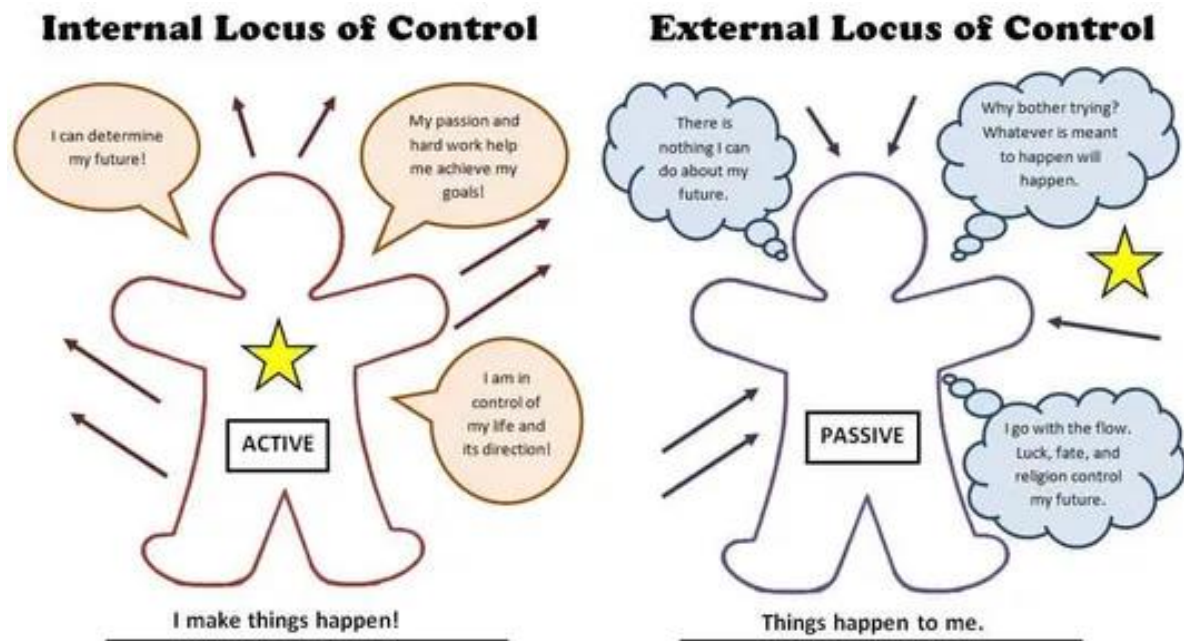 Internal Locus of Control
I can determine
my future!
My passion and
hard work help
me achieve my
goals!
I am in
control of
my life and
its direction!
ACTIVE
I make things happen!
External Locus of Control
There is
nothing I can
do about my
future.
Why bother trying?
Whatever is meant
to happen will
happen.
I go with the flow.
Luck, fate, and
religion control
my future.
PASSIVE
Things happen to me.